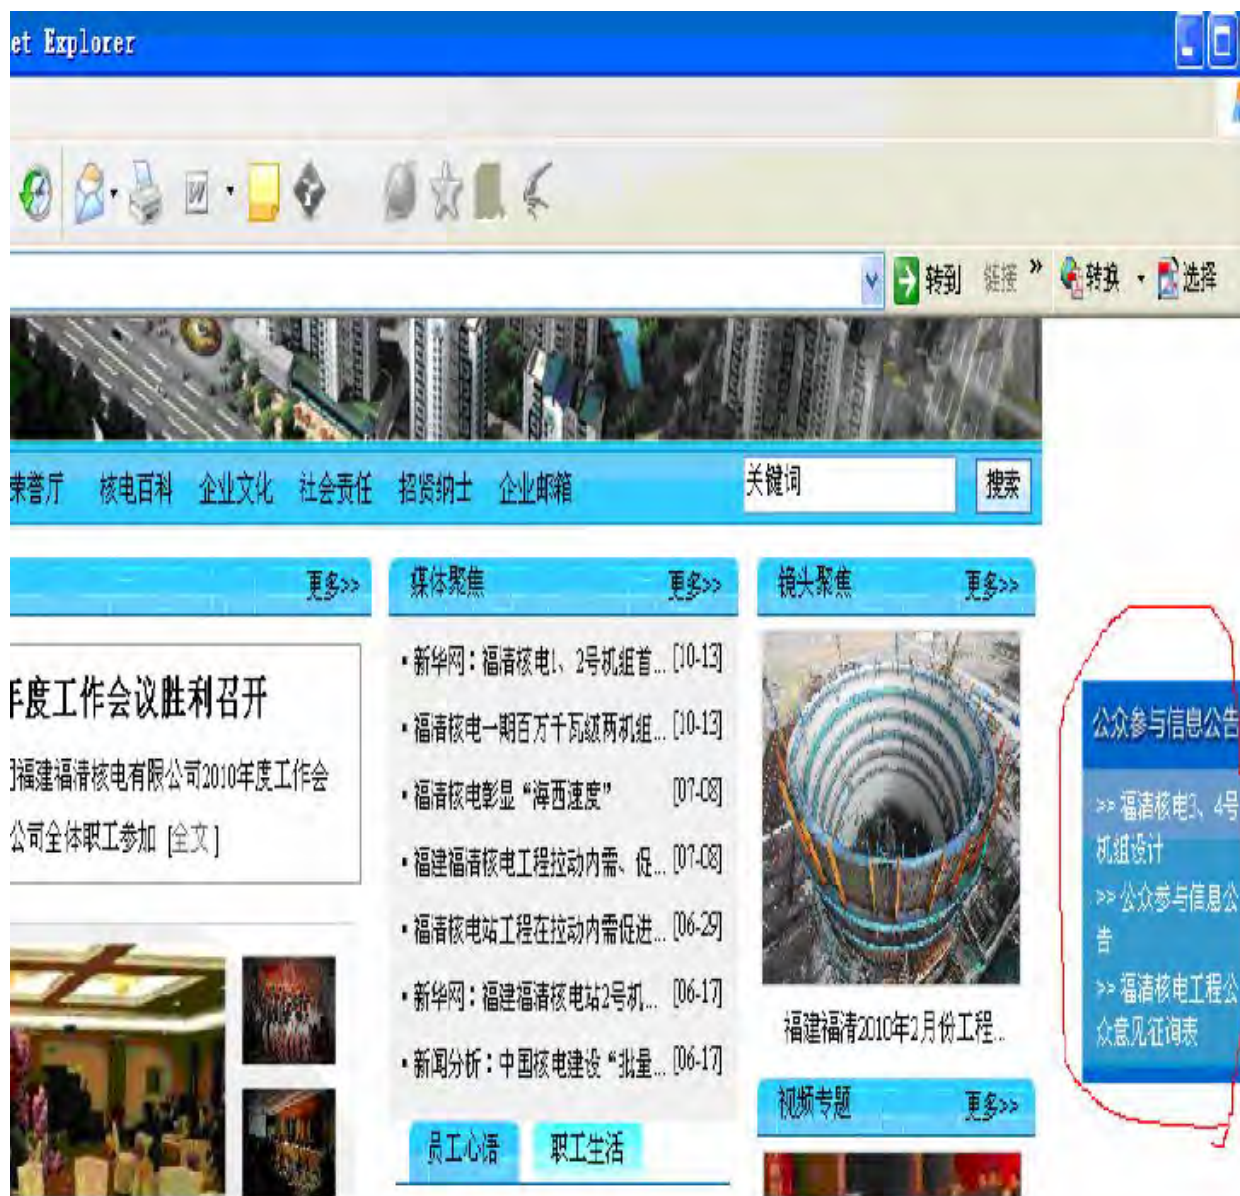 et Explorer
转到 链接 » 转换 选择
荣誉厅 核电百科 企业文化 社会责任 招贤纳士 企业邮箱 关键词 搜索
更多>> 媒体聚焦 更多>> 镜头聚焦 更多>>
年度工作会议胜利召开
司福建福清核电有限公司2010年度工作会
公司全体职工参加 [全文]
▪ 新华网：福清核电1、2号机组首... [10-13]
▪ 福清核电一期百万千瓦级两机组... [10-13]
▪ 福清核电彰显“海西速度” [07-08]
▪ 福建福清核电工程拉动内需、促... [07-08]
▪ 福清核电站工程在拉动内需促进... [06-29]
▪ 新华网：福建福清核电站2号机... [06-17]
▪ 新闻分析：中国核电建设“批量... [06-17]
员工心语 职工生活
福建福清2010年2月份工程...
视频专题 更多>>
公众参与信息公告
>> 福清核电3、4号
机组设计
>> 公众参与信息公
告
>> 福清核电工程公
众意见征询表